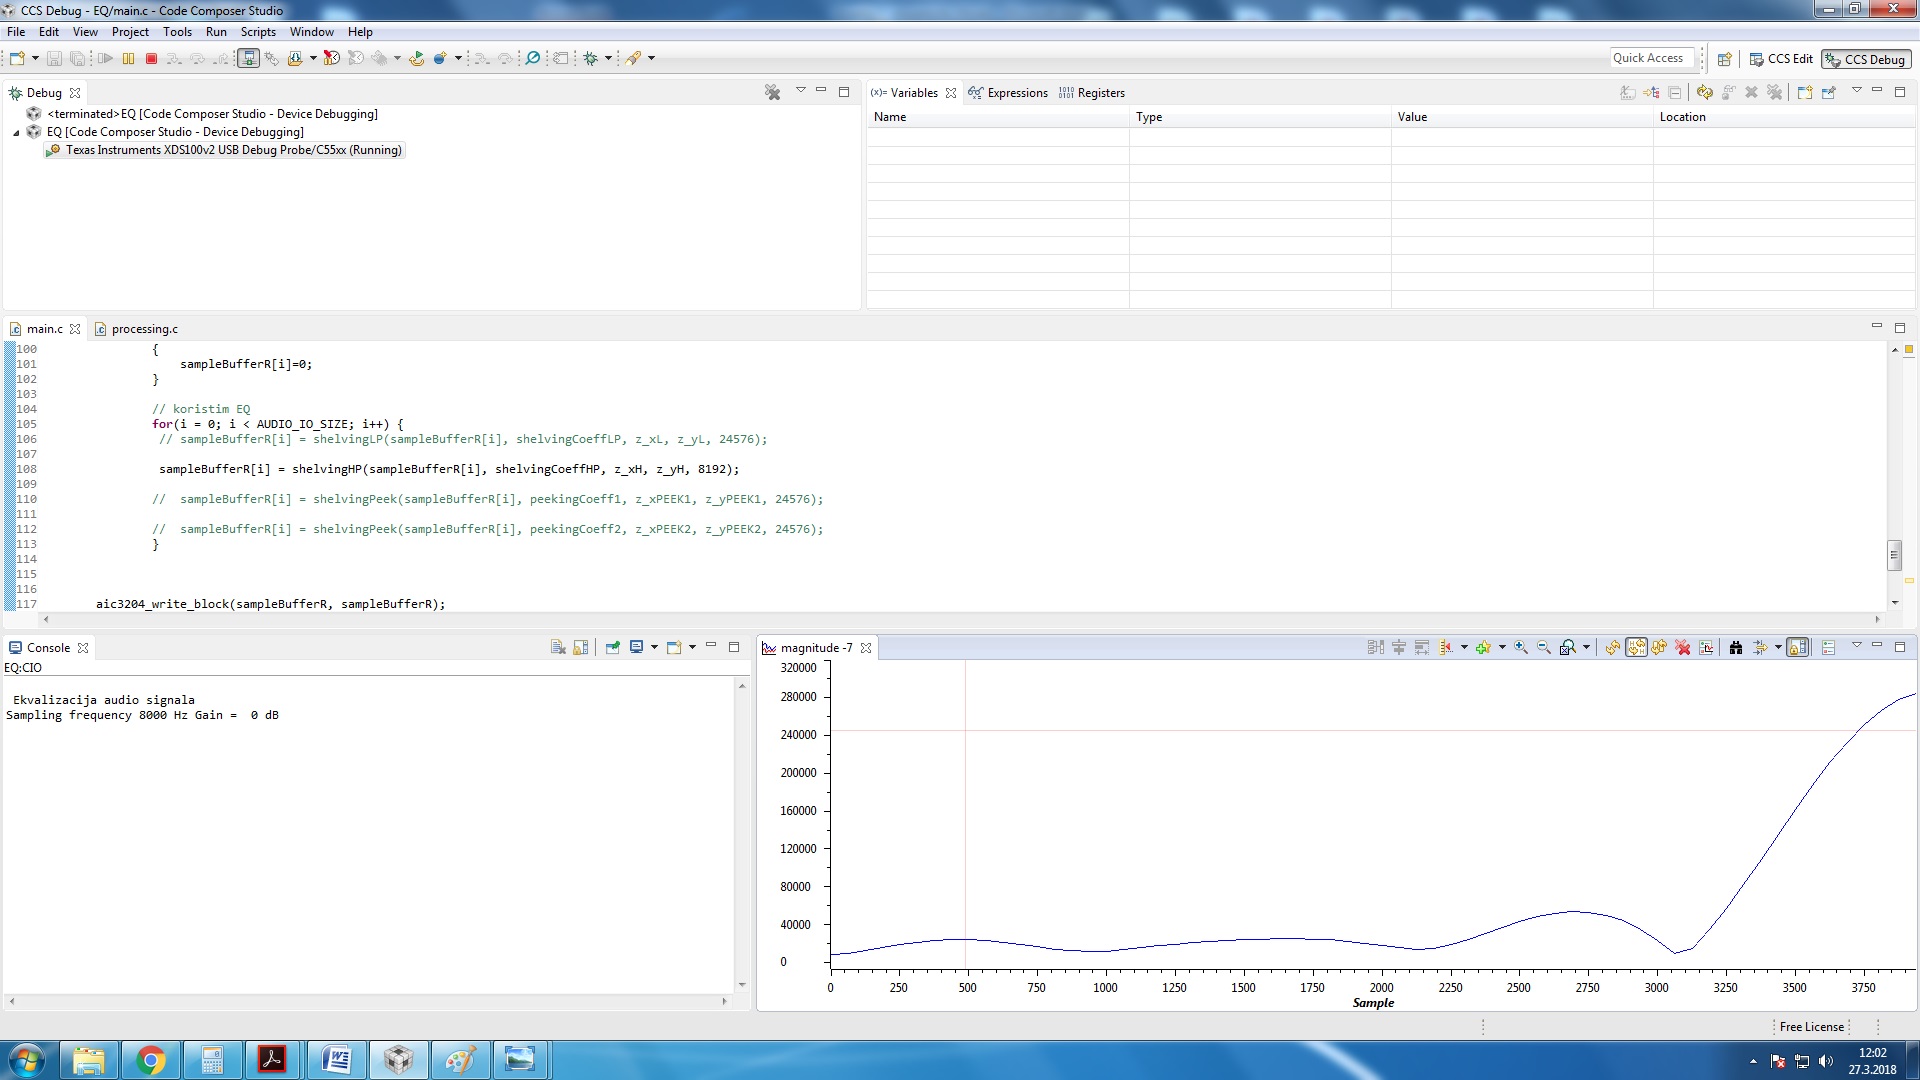 CCS Debug - EQ/main.c - Code Composer Studio
File Edit View Project Tools Run Scripts Window Help
Quick Access CCS Edit CCS Debug
Debug
<terminated>EQ [Code Composer Studio - Device Debugging]
EQ [Code Composer Studio - Device Debugging]
Texas Instruments XDS100v2 USB Debug Probe/C55xx (Running)
(x)= Variables Expressions Registers
Name Type Value Location
main.c processing.c
100 {
101 sampleBufferR[i]=0;
102 }
103
104 // koristim EQ
105 for(i = 0; i < AUDIO_IO_SIZE; i++) {
106 // sampleBufferR[i] = shelvingLP(sampleBufferR[i], shelvingCoeffLP, z_xL, z_yL, 24576);
107
108 sampleBufferR[i] = shelvingHP(sampleBufferR[i], shelvingCoeffHP, z_xH, z_yH, 8192);
109
110 // sampleBufferR[i] = shelvingPeek(sampleBufferR[i], peekingCoeff1, z_xPEEK1, z_yPEEK1, 24576);
111
112 // sampleBufferR[i] = shelvingPeek(sampleBufferR[i], peekingCoeff2, z_xPEEK2, z_yPEEK2, 24576);
113 }
114
115
116
117 aic3204_write_block(sampleBufferR, sampleBufferR);
Console
EQ:CIO
Ekvalizacija audio signala
Sampling frequency 8000 Hz Gain = 0 dB
magnitude -7
320000
280000
240000
200000
160000
120000
80000
40000
0
0 250 500 750 1000 1250 1500 1750 2000 2250 2500 2750 3000 3250 3500 3750
Sample
Free License
12:02
27.3.2018